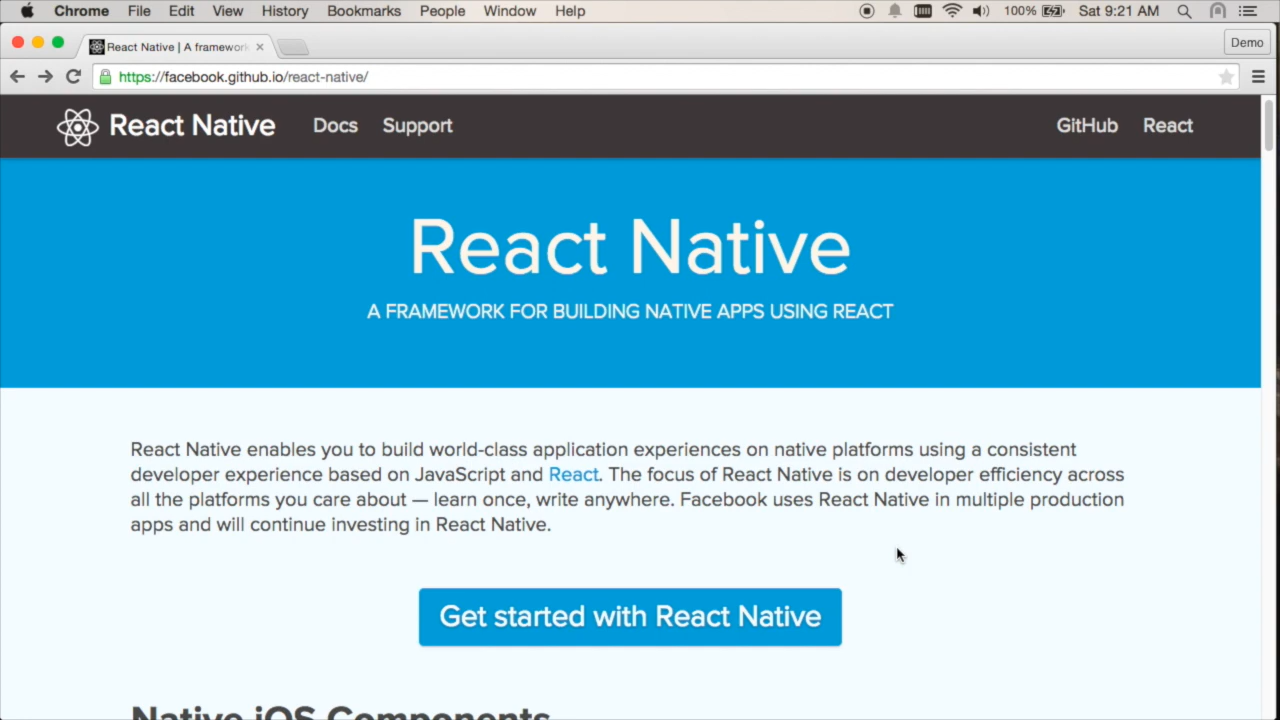 Chrome File Edit View History Bookmarks People Window Help 100% Sat 9:21 AM
React Native | A framework Demo
https://facebook.github.io/react-native/
React Native Docs Support GitHub React
React Native
A FRAMEWORK FOR BUILDING NATIVE APPS USING REACT
React Native enables you to build world-class application experiences on native platforms using a consistent
developer experience based on JavaScript and React. The focus of React Native is on developer efficiency across
all the platforms you care about — learn once, write anywhere. Facebook uses React Native in multiple production
apps and will continue investing in React Native.
Get started with React Native
Native iOS Components